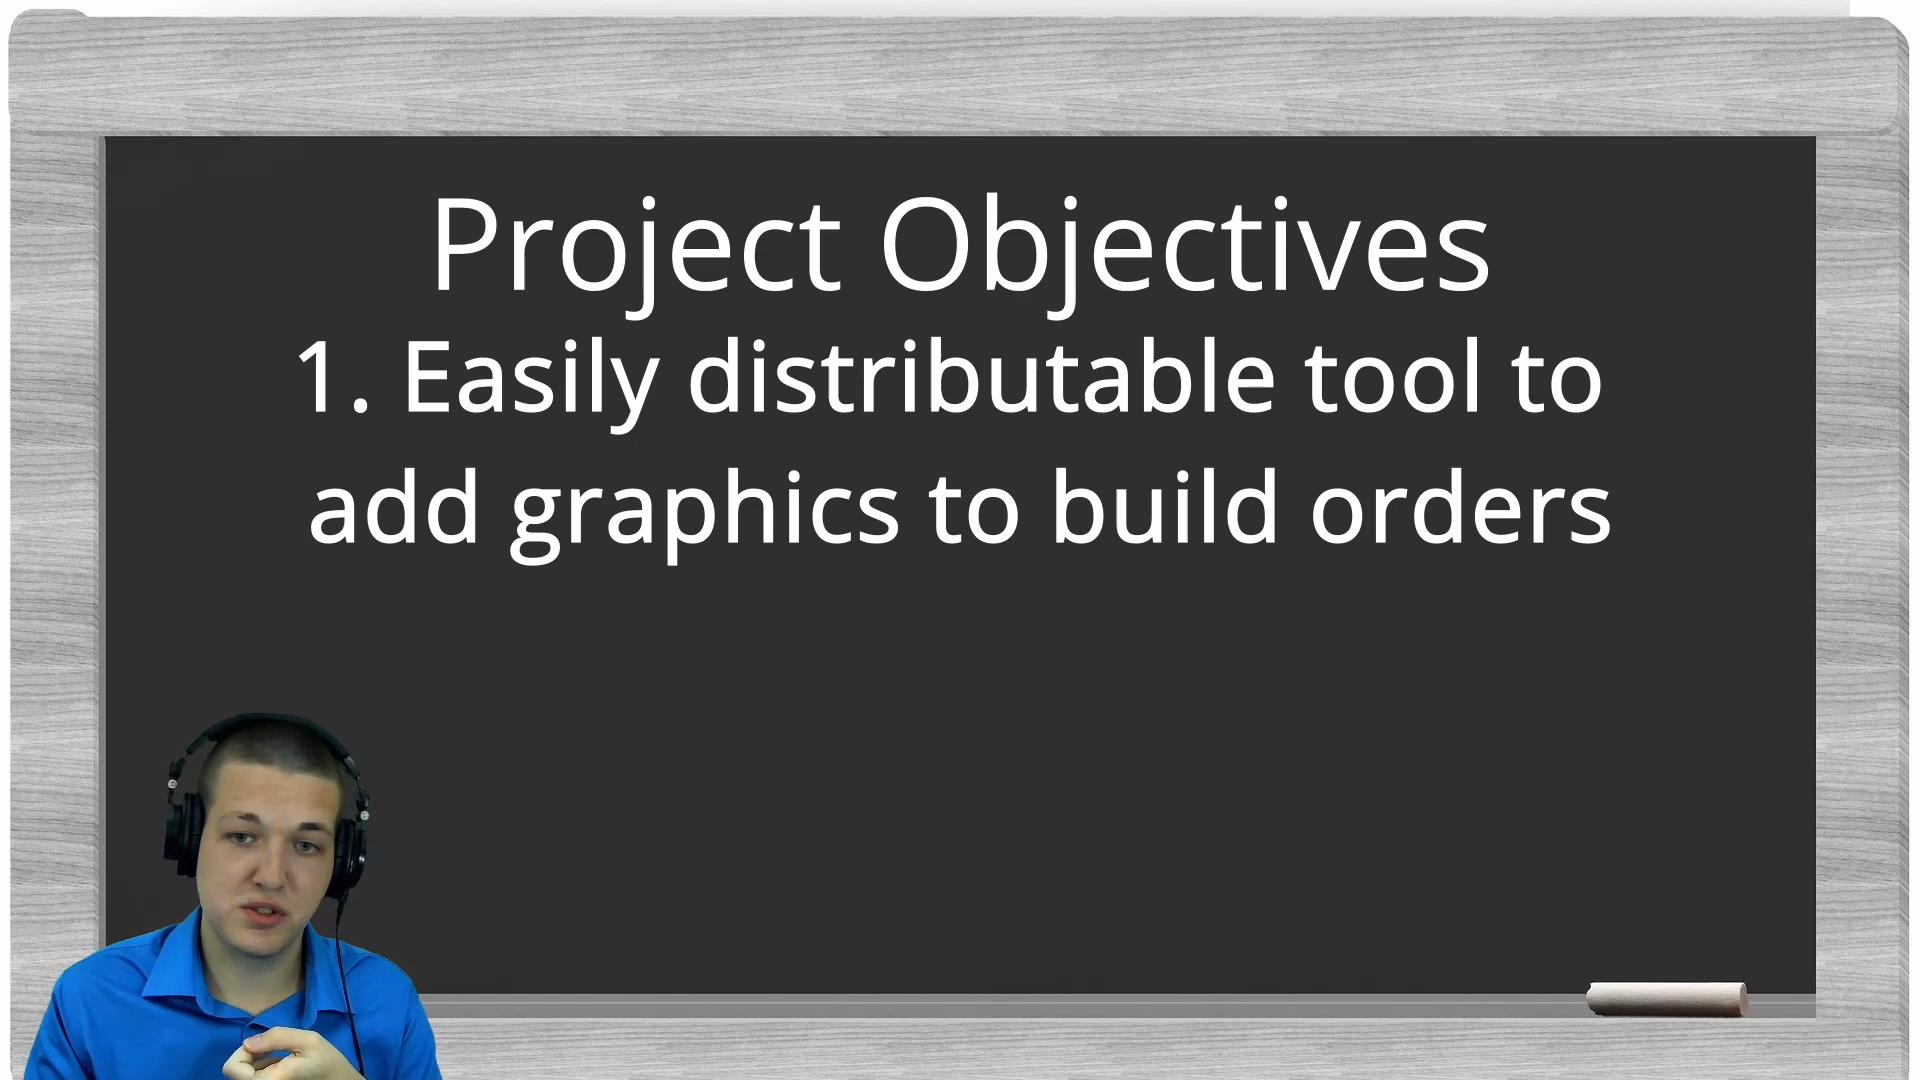 Project Objectives
1. Easily distributable tool to
add graphics to build orders